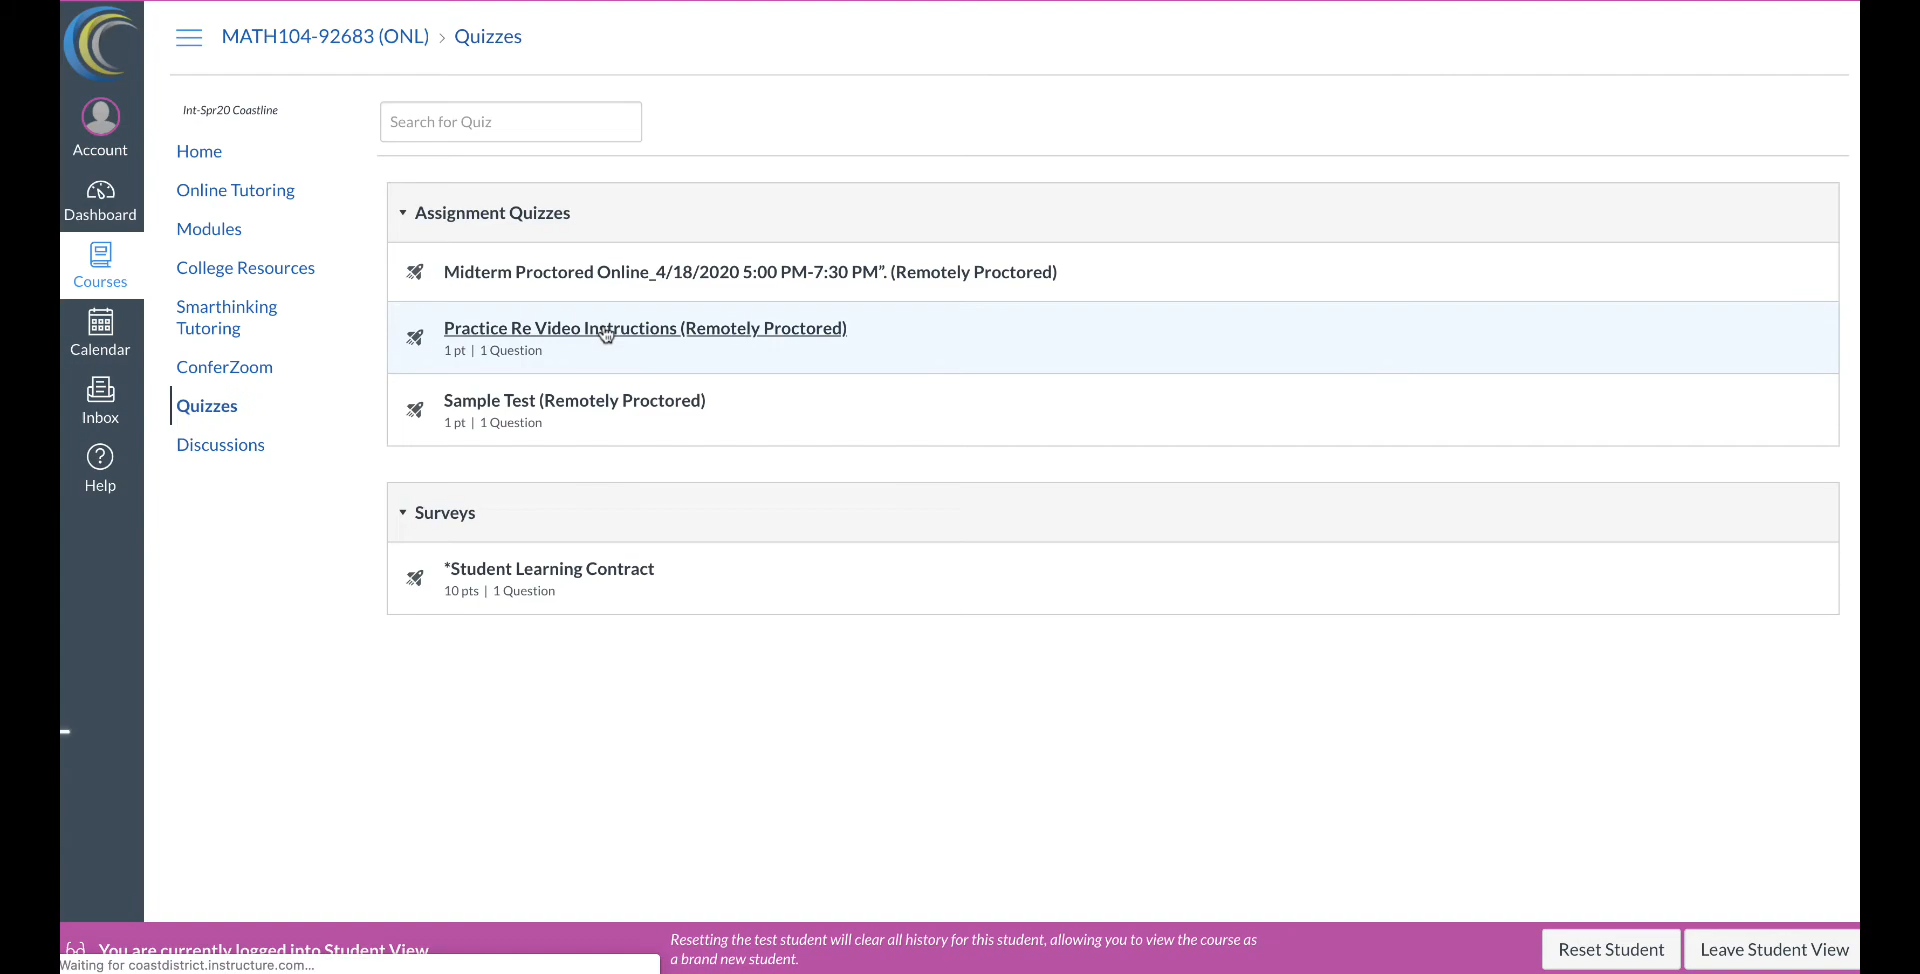 MATH104-92683 (ONL) › Quizzes
Int-Spr20 Coastline
Account
Dashboard
Courses
Calendar
Inbox
Help
Home
Online Tutoring
Modules
College Resources
Smarthinking
Tutoring
ConferZoom
Quizzes
Discussions
Search for Quiz
Assignment Quizzes
Midterm Proctored Online_4/18/2020 5:00 PM-7:30 PM”. (Remotely Proctored)
Practice Re Video Instructions (Remotely Proctored)
1 pt | 1 Question
Sample Test (Remotely Proctored)
1 pt | 1 Question
Surveys
*Student Learning Contract
10 pts | 1 Question
You are currently logged into Student View
Waiting for coastdistrict.instructure.com...
Resetting the test student will clear all history for this student, allowing you to view the course as
a brand new student.
Reset Student
Leave Student View